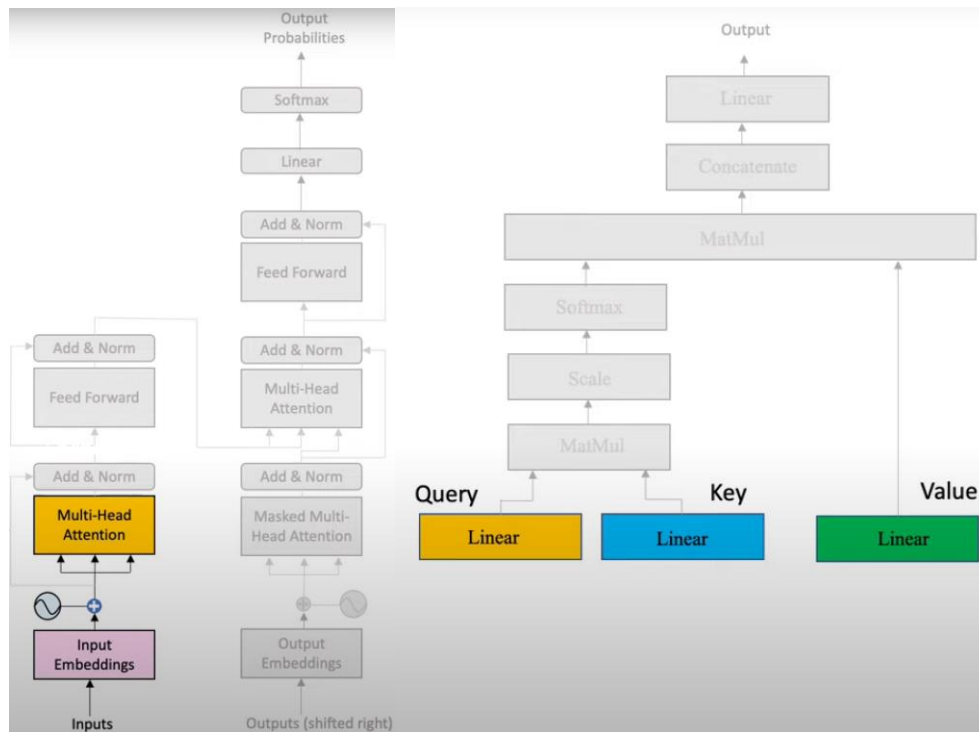 Output
Probabilities
Softmax
Linear
Add & Norm
Feed Forward
Add & Norm
Multi-Head
Attention
Add & Norm
Feed Forward
Add & Norm
Multi-Head
Attention
Add & Norm
Masked Multi-
Head Attention
Input
Embeddings
Output
Embeddings
Inputs
Outputs (shifted right)
Output
Linear
Concatenate
MatMul
Softmax
Scale
MatMul
Query
Key
Value
Linear
Linear
Linear